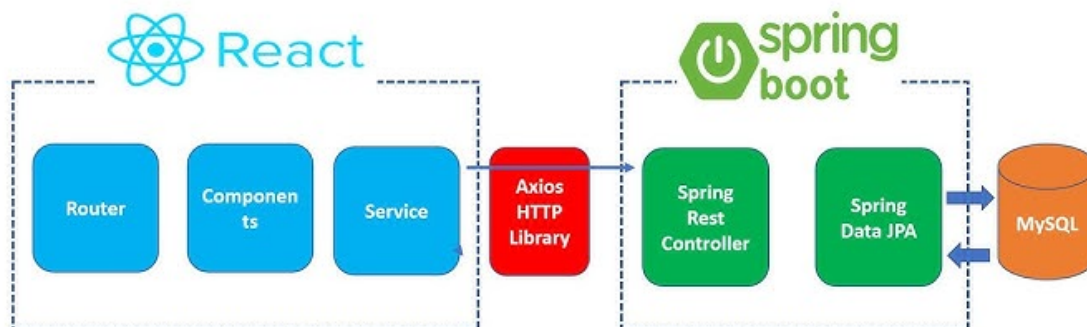 React
spring
boot
Router
Componen
ts
Service
Axios
HTTP
Library
Spring
Rest
Controller
Spring
Data JPA
MySQL